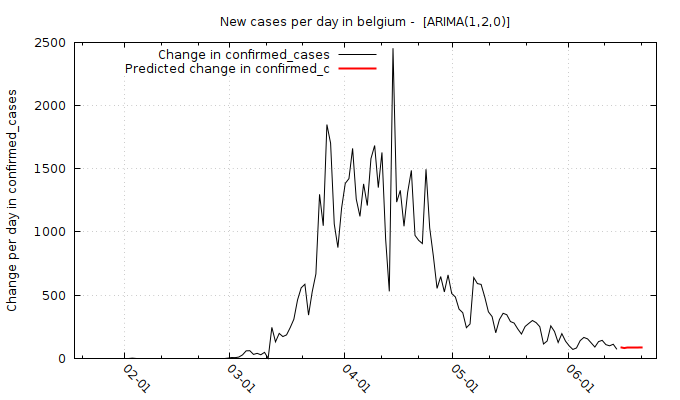 New cases per day in belgium -  [ARIMA(1,2,0)]
Change in confirmed_cases
Predicted change in confirmed_c
Change per day in confirmed_cases
2500
2000
1500
1000
500
0
02-01
03-01
04-01
05-01
06-01